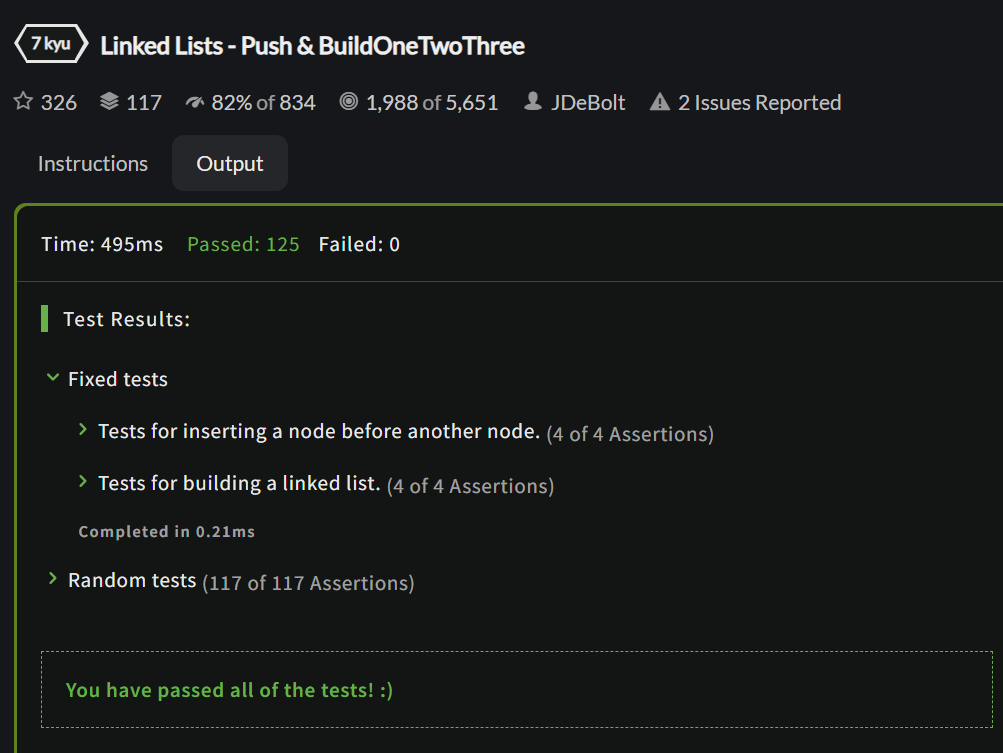 7 kyu Linked Lists - Push & BuildOneTwoThree
326 117 82% of 834 1,988 of 5,651 JDeBolt 2 Issues Reported
Instructions Output
Time: 495ms Passed: 125 Failed: 0
Test Results:
Fixed tests
Tests for inserting a node before another node. (4 of 4 Assertions)
Tests for building a linked list. (4 of 4 Assertions)
Completed in 0.21ms
Random tests (117 of 117 Assertions)
You have passed all of the tests! :)